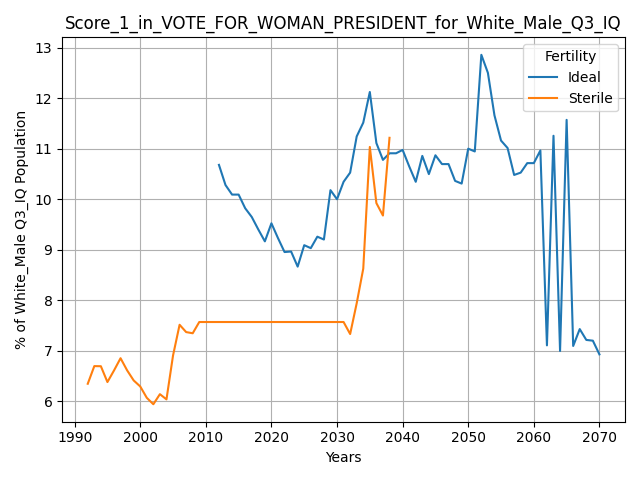 Score_1_in_VOTE_FOR_WOMAN_PRESIDENT_for_White_Male_Q3_IQ
% of White_Male Q3_IQ Population
13
12
11
10
9
8
7
6
Fertility
Ideal
Sterile
1990 2000 2010 2020 2030 2040 2050 2060 2070
Years